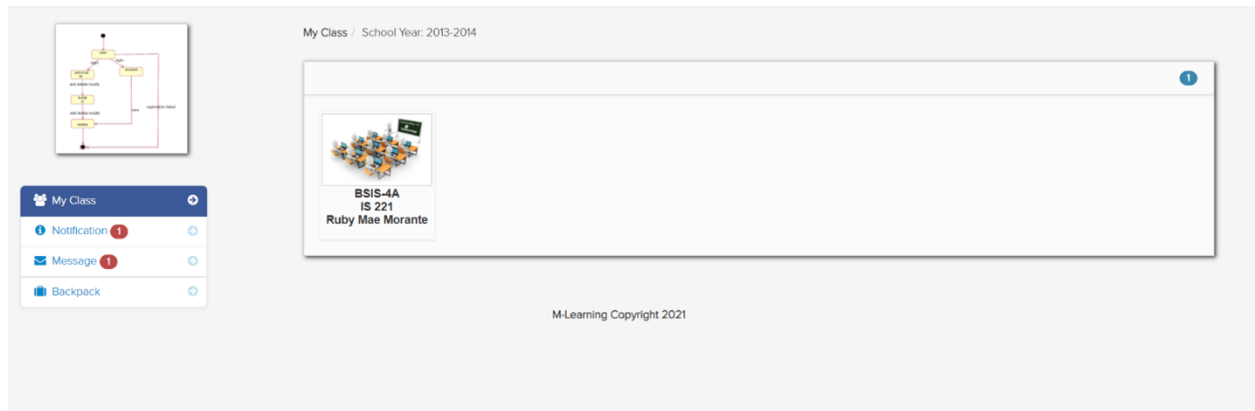 My Class / School Year: 2013-2014
1
My Class
Notification 1
Message 1
Backpack
BSIS-4A
IS 221
Ruby Mae Morante
M-Learning Copyright 2021